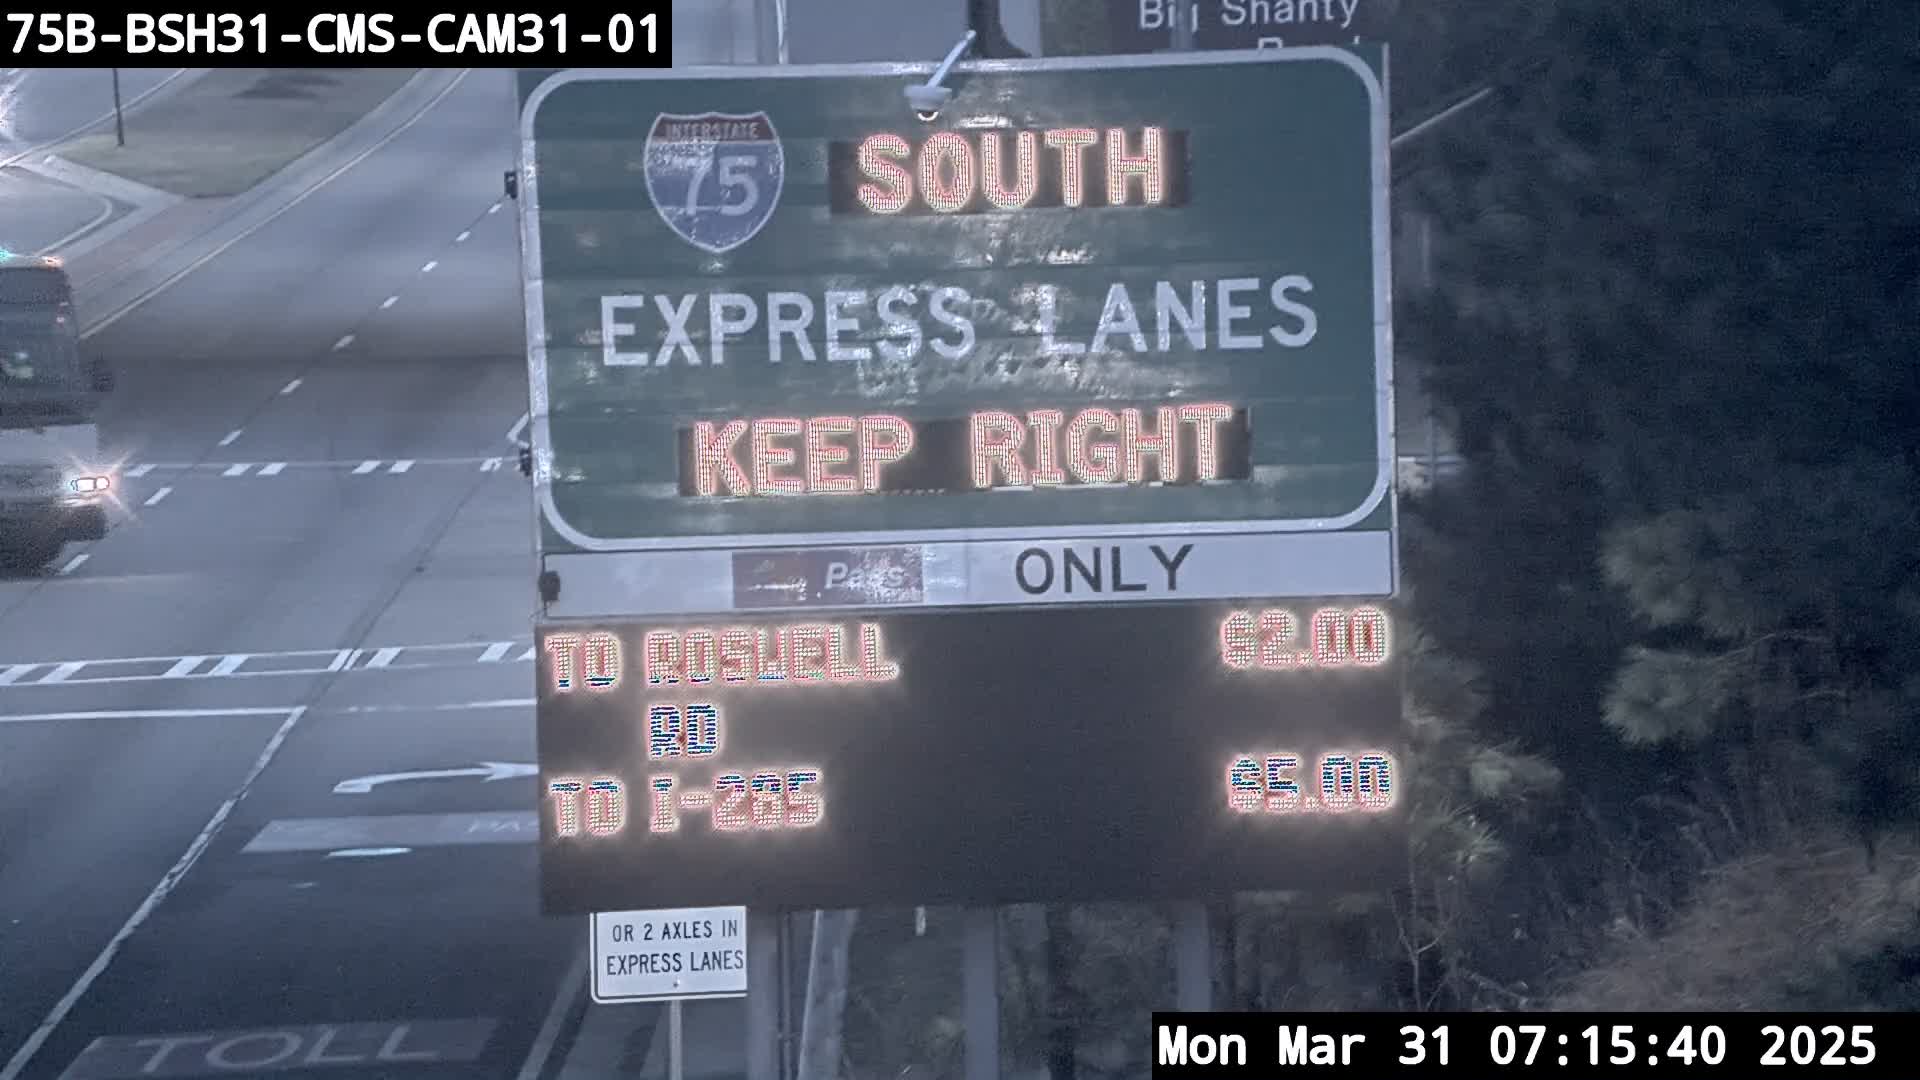 75B-BSH31-CMS-CAM31-01
Big Shanty
INTERSTATE
75
SOUTH
EXPRESS LANES
KEEP RIGHT
Pass ONLY
TO ROSWELL $2.00
RD
TO I-285 $5.00
OR 2 AXLES IN
EXPRESS LANES
TOLL
Mon Mar 31 07:15:40 2025